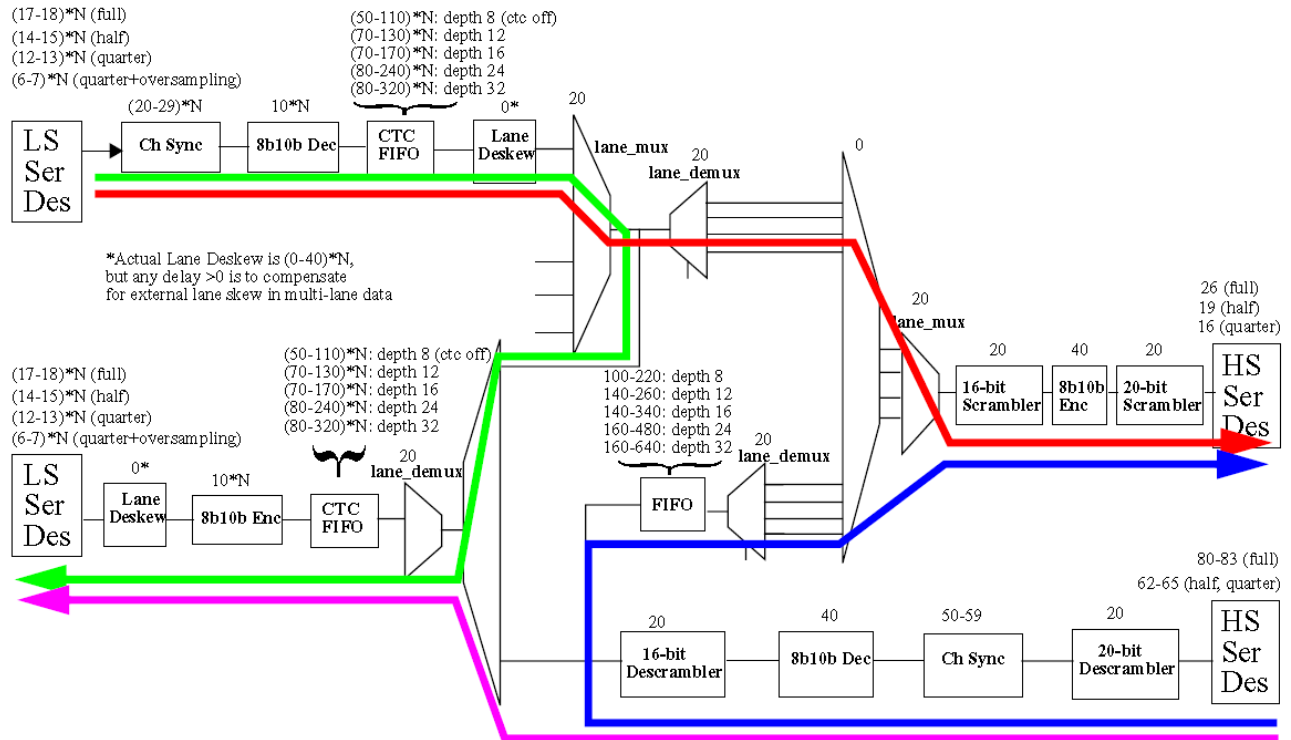 (17-18)*N (full)
(14-15)*N (half)
(12-13)*N (quarter)
(6-7)*N (quarter+oversampling)
(50-110)*N: depth 8 (ctc off)
(70-130)*N: depth 12
(70-170)*N: depth 16
(80-240)*N: depth 24
(80-320)*N: depth 32
(20-29)*N
10*N
0*
20
LS
Ser
Des
Ch Sync
8b10b Dec
CTC
FIFO
Lane
Deskew
lane_mux
20
lane_demux
0
*Actual Lane Deskew is (0-40)*N,
but any delay >0 is to compensate
for external lane skew in multi-lane data
20
lane_mux
26 (full)
19 (half)
16 (quarter)
20
40
20
16-bit
Scrambler
8b10b
Enc
20-bit
Scrambler
HS
Ser
Des
(17-18)*N (full)
(14-15)*N (half)
(12-13)*N (quarter)
(6-7)*N (quarter+oversampling)
(50-110)*N: depth 8 (ctc off)
(70-130)*N: depth 12
(70-170)*N: depth 16
(80-240)*N: depth 24
(80-320)*N: depth 32
100-220: depth 8
140-260: depth 12
140-340: depth 16
160-480: depth 24
160-640: depth 32
20
lane_demux
FIFO
LS
Ser
Des
0*
Lane
Deskew
10*N
8b10b Enc
CTC
FIFO
20
lane_demux
80-83 (full)
62-65 (half, quarter)
20
16-bit
Descrambler
40
8b10b Dec
50-59
Ch Sync
20
20-bit
Descrambler
HS
Ser
Des